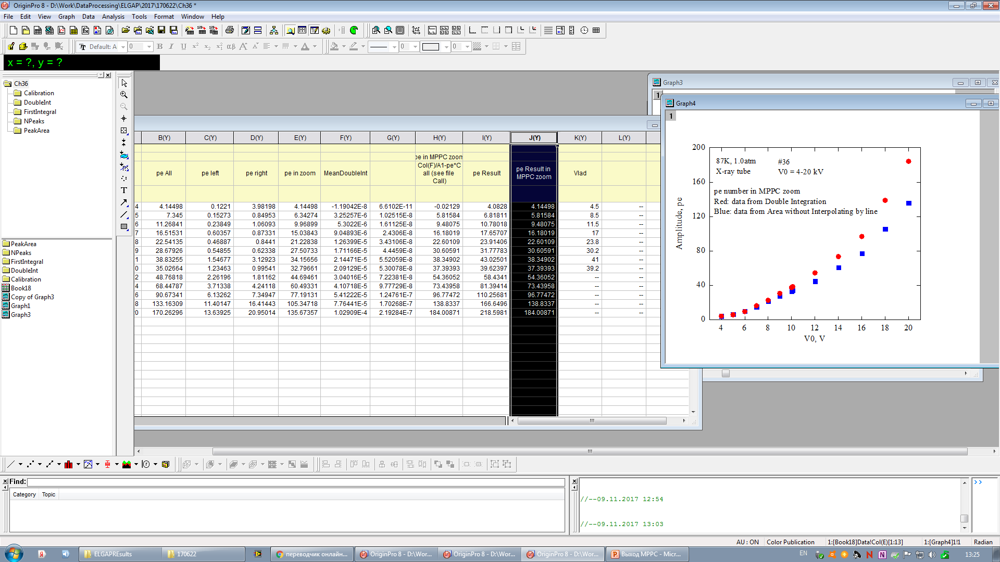 OriginPro 8 - D:\Work\DataProcessing\ELGAP\2017\170622\Ch36 *
File Edit View Graph Data Analysis Tools Format Window Help
Default: A 0 B I U x² x₂ αβ A A 0 0
x = ?, y = ?
Ch36
Calibration
DoubleInt
FirstIntegral
NPeaks
PeakArea
PeakArea
NPeaks
FirstIntegral
DoubleInt
Calibration
Book18
Copy of Graph3
Graph1
Graph3
T
B(Y) C(Y) D(Y) E(Y) F(Y) G(Y) H(Y) I(Y) J(Y) K(Y) L(Y)
pe in MPPC zoom
pe All pe left pe right pe in zoom MeanDoubleInt Col(F)/A1-pe*C all (see file Call) pe Result pe Result in MPPC zoom Vlad
4 4.14498 0.1221 3.98198 4.14498 -1.19042E-8 6.6102E-11 -0.02129 4.0828 4.14498 4.5 --
5 7.345 0.15273 0.84953 6.34274 3.25257E-6 1.02515E-8 5.81584 6.81811 5.81584 8.5 --
6 11.26841 0.23849 1.06093 9.96899 5.3022E-6 1.61125E-8 9.48075 10.78018 9.48075 11.5 --
7 16.51531 0.60357 0.87331 15.03843 9.04893E-6 2.4306E-8 16.18019 17.65707 16.18019 17 --
8 22.54135 0.46887 0.8441 21.22838 1.26399E-5 3.43106E-8 22.60109 23.91406 22.60109 23.8 --
9 28.67926 0.54855 0.62338 27.50733 1.71166E-5 4.4459E-8 30.60591 31.77783 30.60591 30.2 --
1 38.83255 1.54677 3.12923 34.15656 2.14471E-5 5.52059E-8 38.34902 43.02501 38.34902 41 --
0 35.02664 1.23463 0.99541 32.79661 2.09129E-5 5.30078E-8 37.39393 39.62397 37.39393 39.2 --
2 48.76818 2.26196 1.81162 44.69461 3.04016E-5 7.22381E-8 54.36052 58.4341 54.36052 -- --
4 68.44787 3.71338 4.24118 60.49331 4.10718E-5 9.77729E-8 73.43958 81.39414 73.43958 -- --
6 90.67341 6.13262 7.34947 77.19131 5.41222E-5 1.24761E-7 96.77472 110.25681 96.77472 -- --
8 133.16309 11.40147 16.41443 105.34718 7.76441E-5 1.70268E-7 138.8337 166.6496 138.8337 -- --
0 170.26296 13.63925 20.95014 135.67357 1.02909E-4 2.19284E-7 184.00871 218.5981 184.00871 -- --
Graph3
1
Graph4
1
200
160
120
80
40
0
Amplitude, pe
87K, 1.0atm #36
X-ray tube V0 = 4-20 kV
pe number in MPPC zoom
Red: data from Double Integration
Blue: data from Area without Interpolating by line
4 6 8 10 12 14 16 18 20
V0, V
Find:
Category Topic
//--09.11.2017 12:54
//--09.11.2017 13:03
>>
AU : ON Color Publication 1:[Book18]Data!Col(E)[1:13] 1:[Graph4]1!1 Radian
ELGAPREsults 170622 переводчик онлайн... OriginPro 8 - D:\Wor... OriginPro 8 - D:\Wor... OriginPro 8 - D:\Wor... Выход MPPC - Micr... EN 13:25